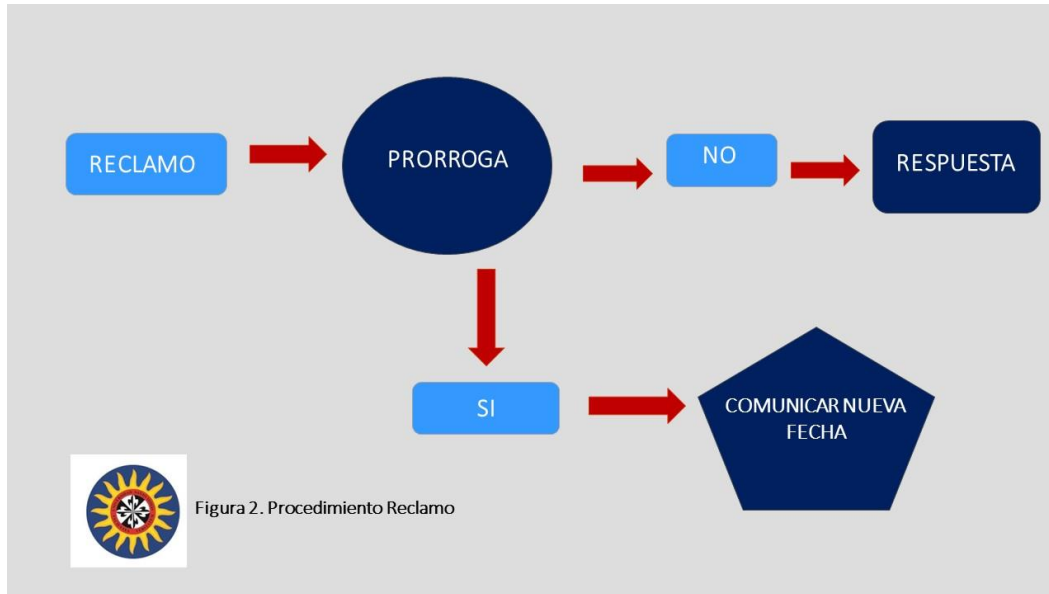 RECLAMO
PRORROGA
NO
RESPUESTA
SI
COMUNICAR NUEVA
FECHA
Figura 2. Procedimiento Reclamo